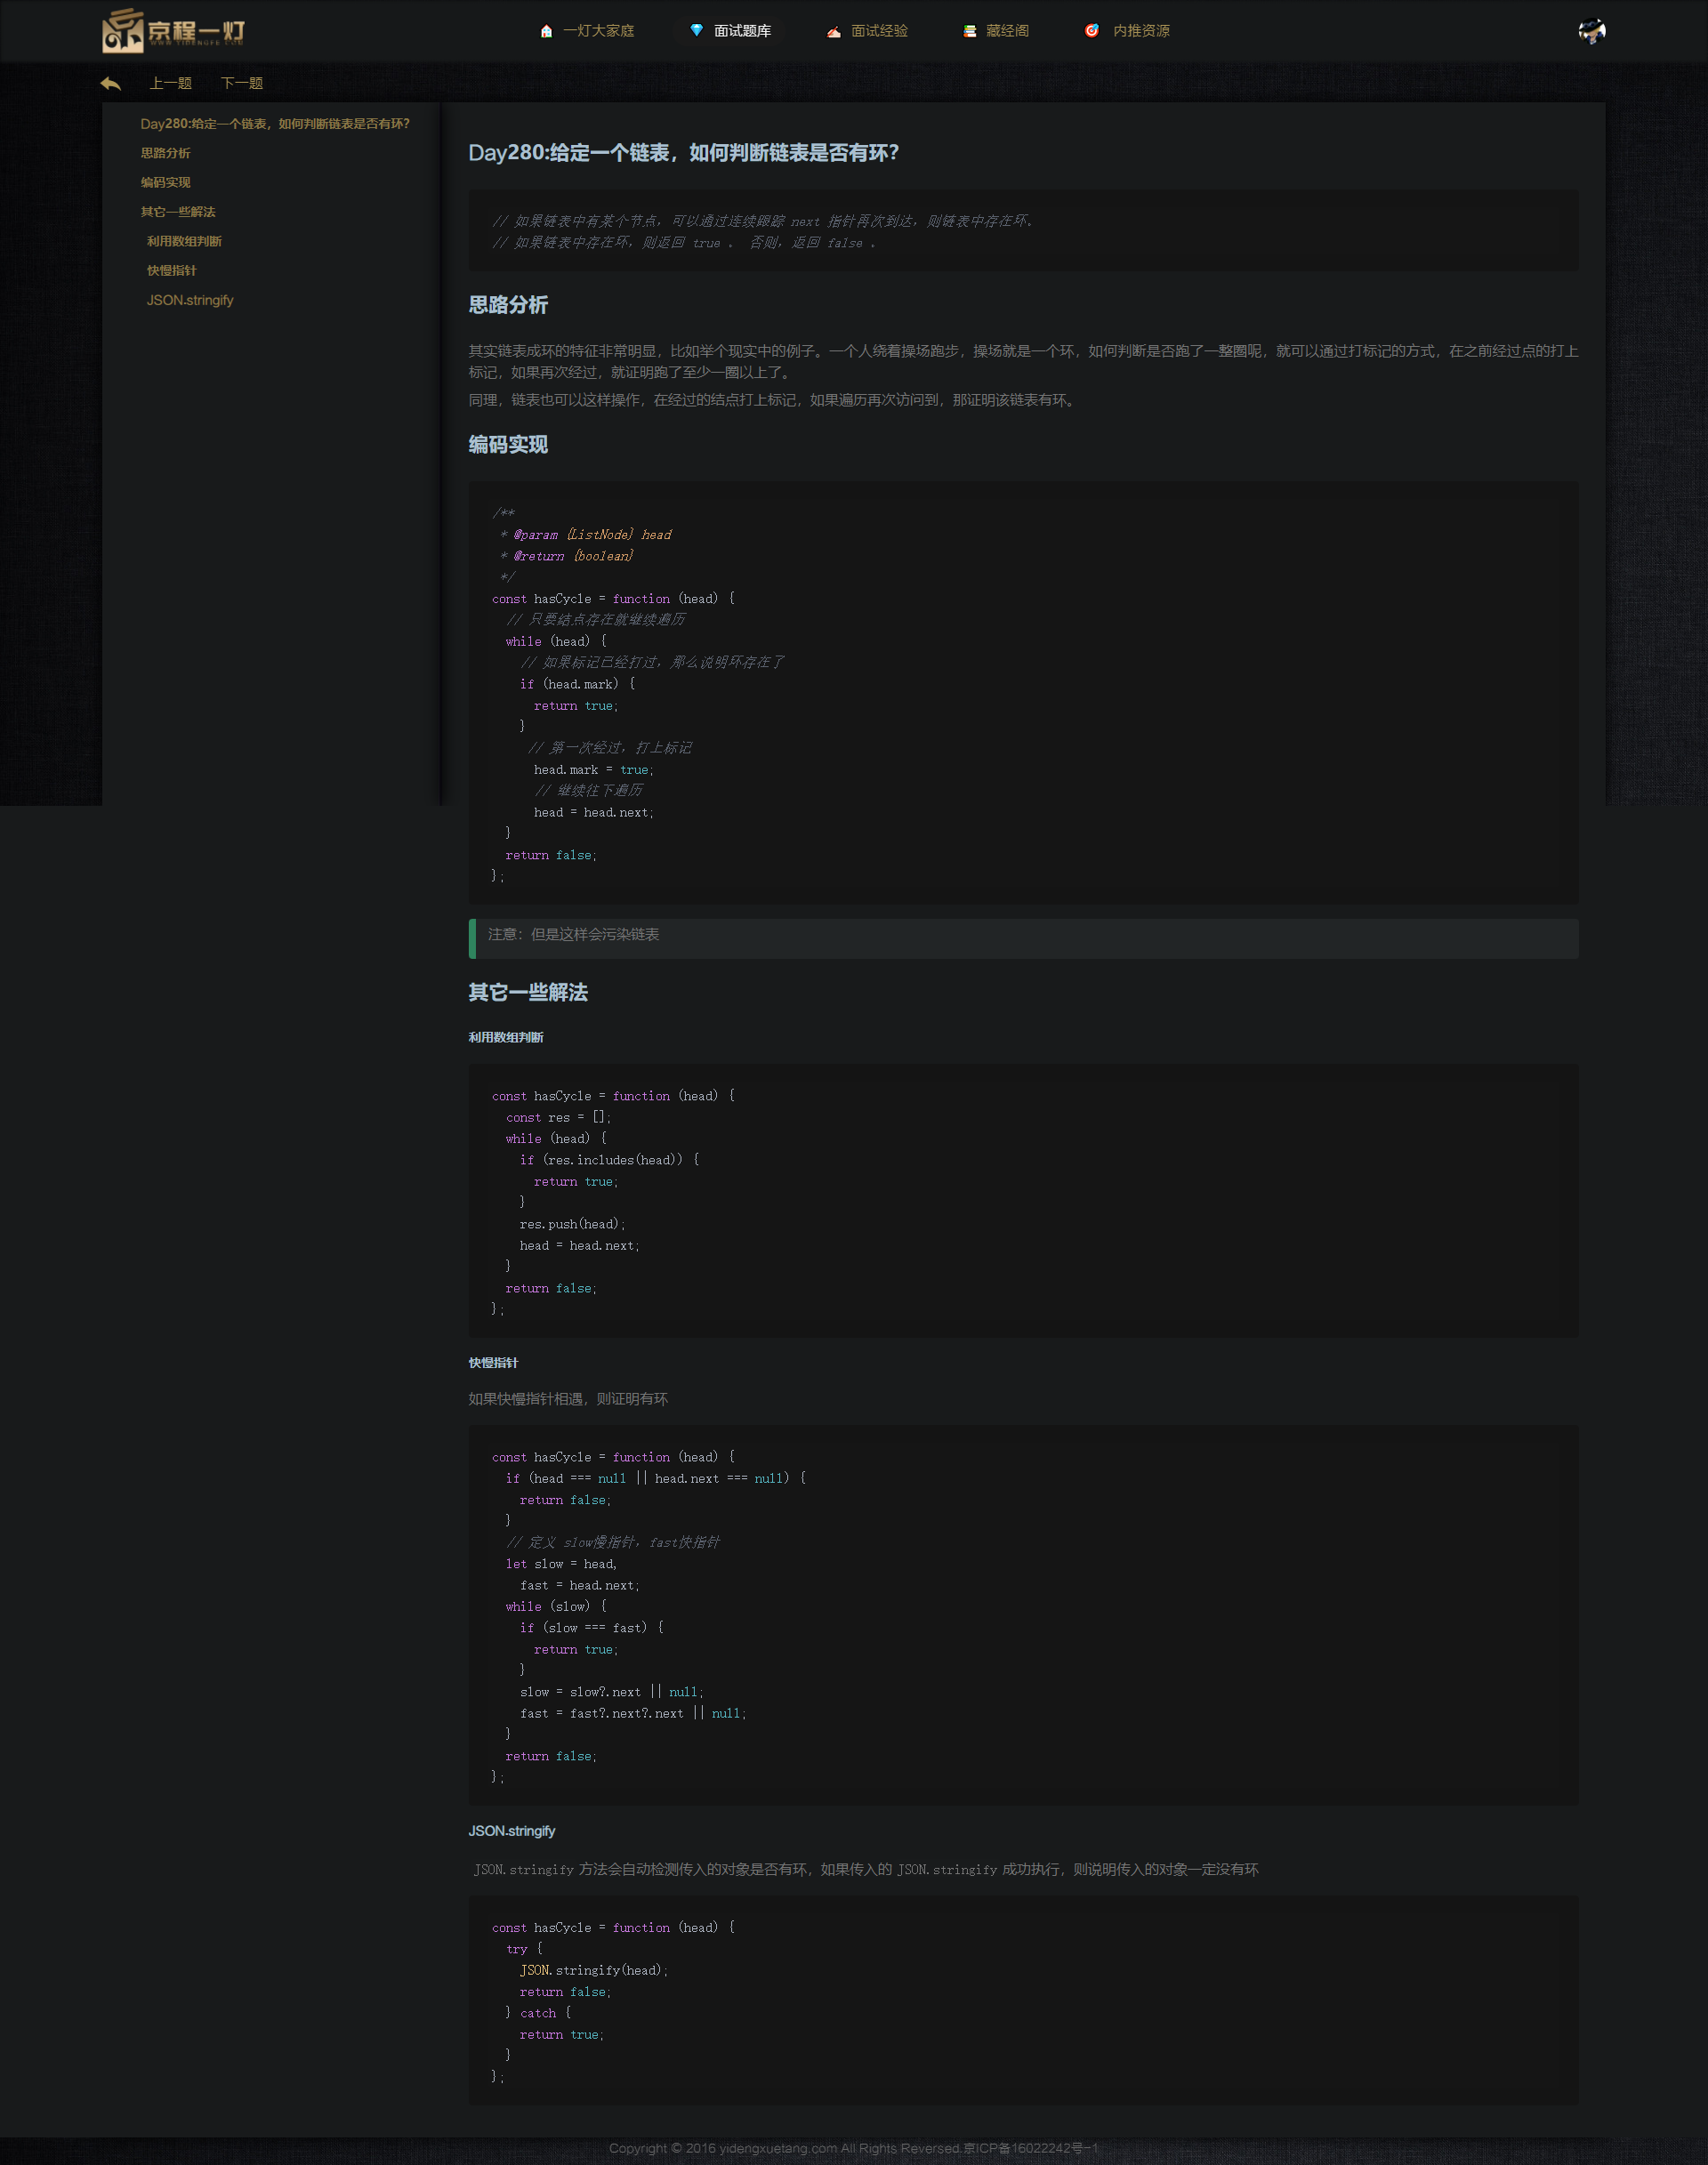 京程一灯
WWW.YIDENGFE.COM
一灯大家庭
面试题库
面试经验
藏经阁
内推资源
上一题 下一题
Day280:给定一个链表，如何判断链表是否有环？
思路分析
编码实现
其它一些解法
利用数组判断
快慢指针
JSON.stringify
Day280:给定一个链表，如何判断链表是否有环？
// 如果链表中有某个节点，可以通过连续跟踪 next 指针再次到达，则链表中存在环。
// 如果链表中存在环，则返回 true 。 否则，返回 false 。
思路分析
其实链表成环的特征非常明显，比如举个现实中的例子。一个人绕着操场跑步，操场就是一个环，如何判断是否跑了一整圈呢，就可以通过打标记的方式，在之前经过点的打上
标记，如果再次经过，就证明跑了至少一圈以上了。
同理，链表也可以这样操作，在经过的结点打上标记，如果遍历再次访问到，那证明该链表有环。
编码实现
/**
 * @param {ListNode} head
 * @return {boolean}
 */
const hasCycle = function (head) {
  // 只要结点存在就继续遍历
  while (head) {
    // 如果标记已经打过，那么说明环存在了
    if (head.mark) {
      return true;
    }
     // 第一次经过，打上标记
      head.mark = true;
      // 继续往下遍历
      head = head.next;
  }
  return false;
};
注意：但是这样会污染链表
其它一些解法
利用数组判断
const hasCycle = function (head) {
  const res = [];
  while (head) {
    if (res.includes(head)) {
      return true;
    }
    res.push(head);
    head = head.next;
  }
  return false;
};
快慢指针
如果快慢指针相遇，则证明有环
const hasCycle = function (head) {
  if (head === null || head.next === null) {
    return false;
  }
  // 定义 slow慢指针，fast快指针
  let slow = head,
    fast = head.next;
  while (slow) {
    if (slow === fast) {
      return true;
    }
    slow = slow?.next || null;
    fast = fast?.next?.next || null;
  }
  return false;
};
JSON.stringify
JSON.stringify 方法会自动检测传入的对象是否有环，如果传入的 JSON.stringify 成功执行，则说明传入的对象一定没有环
const hasCycle = function (head) {
  try {
    JSON.stringify(head);
    return false;
  } catch {
    return true;
  }
};
Copyright © 2016 yidengxuetang.com All Rights Reversed.京ICP备16022242号-1